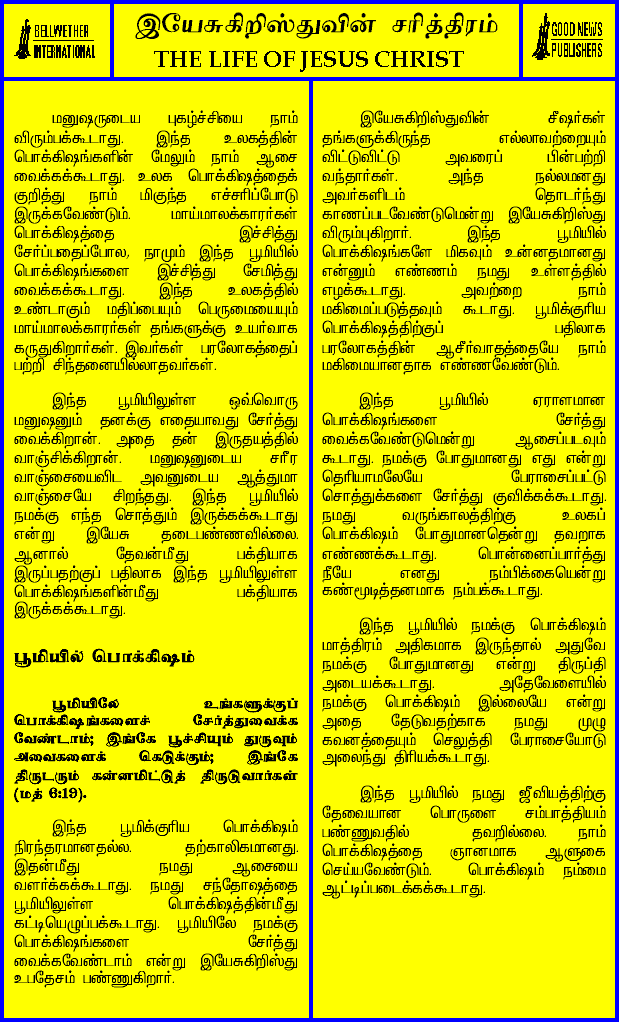 BELLWETHER
INTERNATIONAL
இயேசுகிறிஸ்துவின் சரித்திரம்
THE LIFE OF JESUS CHRIST
GOOD NEWS
PUBLISHERS
மனுஷருடைய புகழ்ச்சியை நாம்
விரும்பக்கூடாது. இந்த உலகத்தின்
பொக்கிஷங்களின் மேலும் நாம் ஆசை
வைக்கக்கூடாது. உலக பொக்கிஷத்தைக்
குறித்து நாம் மிகுந்த எச்சரிப்போடு
இருக்கவேண்டும். மாய்மாலக்காரர்கள்
பொக்கிஷத்தை இச்சித்து
சேர்ப்பதைப்போல, நாமும் இந்த பூமியில்
பொக்கிஷங்களை இச்சித்து சேமித்து
வைக்கக்கூடாது. இந்த உலகத்தில்
உண்டாகும் மதிப்பையும் பெருமையையும்
மாய்மாலக்காரர்கள் தங்களுக்கு உயர்வாக
கருதுகிறார்கள். இவர்கள் பரலோகத்தைப்
பற்றி சிந்தனையில்லாதவர்கள்.
இந்த பூமியிலுள்ள ஒவ்வொரு
மனுஷனும் தனக்கு எதையாவது சேர்த்து
வைக்கிறான். அதை தன் இருதயத்தில்
வாஞ்சிக்கிறான். மனுஷனுடைய சரீர
வாஞ்சையைவிட அவனுடைய ஆத்துமா
வாஞ்சையே சிறந்தது. இந்த பூமியில்
நமக்கு எந்த சொத்தும் இருக்கக்கூடாது
என்று இயேசு தடைபண்ணவில்லை.
ஆனால் தேவன்மீது பக்தியாக
இருப்பதற்குப் பதிலாக இந்த பூமியிலுள்ள
பொக்கிஷங்களின்மீது பக்தியாக
இருக்கக்கூடாது.
பூமியில் பொக்கிஷம்
பூமியிலே உங்களுக்குப்
பொக்கிஷங்களைச் சேர்த்துவைக்க
வேண்டாம்; இங்கே பூச்சியும் துருவும்
அவைகளைக் கெடுக்கும்; இங்கே
திருடரும் கன்னமிட்டுத் திருடுவார்கள்
(மத் 6:19).
இந்த பூமிக்குரிய பொக்கிஷம்
நிரந்தரமானதல்ல. தற்காலிகமானது.
இதன்மீது நமது ஆசையை
வளர்க்கக்கூடாது. நமது சந்தோஷத்தை
பூமியிலுள்ள பொக்கிஷத்தின்மீது
கட்டியெழுப்பக்கூடாது. பூமியிலே நமக்கு
பொக்கிஷங்களை சேர்த்து
வைக்கவேண்டாம் என்று இயேசுகிறிஸ்து
உபதேசம் பண்ணுகிறார்.
இயேசுகிறிஸ்துவின் சீஷர்கள்
தங்களுக்கிருந்த எல்லாவற்றையும்
விட்டுவிட்டு அவரைப் பின்பற்றி
வந்தார்கள். அந்த நல்லமனது
அவர்களிடம் தொடர்ந்து
காணப்படவேண்டுமென்று இயேசுகிறிஸ்து
விரும்புகிறார். இந்த பூமியில்
பொக்கிஷங்களே மிகவும் உன்னதமானது
என்னும் எண்ணம் நமது உள்ளத்தில்
எழக்கூடாது. அவற்றை நாம்
மகிமைப்படுத்தவும் கூடாது. பூமிக்குரிய
பொக்கிஷத்திற்குப் பதிலாக
பரலோகத்தின் ஆசீர்வாதத்தையே நாம்
மகிமையானதாக எண்ணவேண்டும்.
இந்த பூமியில் ஏராளமான
பொக்கிஷங்களை சேர்த்து
வைக்கவேண்டுமென்று ஆசைப்படவும்
கூடாது. நமக்கு போதுமானது எது என்று
தெரியாமலேயே பேராசைப்பட்டு
சொத்துக்களை சேர்த்து குவிக்கக்கூடாது.
நமது வருங்காலத்திற்கு உலகப்
பொக்கிஷம் போதுமானதென்று தவறாக
எண்ணக்கூடாது. பொன்னைப்பார்த்து
நீயே எனது நம்பிக்கையென்று
கண்மூடித்தனமாக நம்பக்கூடாது.
இந்த பூமியில் நமக்கு பொக்கிஷம்
மாத்திரம் அதிகமாக இருந்தால் அதுவே
நமக்கு போதுமானது என்று திருப்தி
அடையக்கூடாது. அதேவேளையில்
நமக்கு பொக்கிஷம் இல்லையே என்று
அதை தேடுவதற்காக நமது முழு
கவனத்தையும் செலுத்தி பேராசையோடு
அலைந்து திரியக்கூடாது.
இந்த பூமியில் நமது ஜீவியத்திற்கு
தேவையான பொருளை சம்பாத்தியம்
பண்ணுவதில் தவறில்லை. நாம்
பொக்கிஷத்தை ஞானமாக ஆளுகை
செய்யவேண்டும். பொக்கிஷம் நம்மை
ஆட்டிப்படைக்கக்கூடாது.